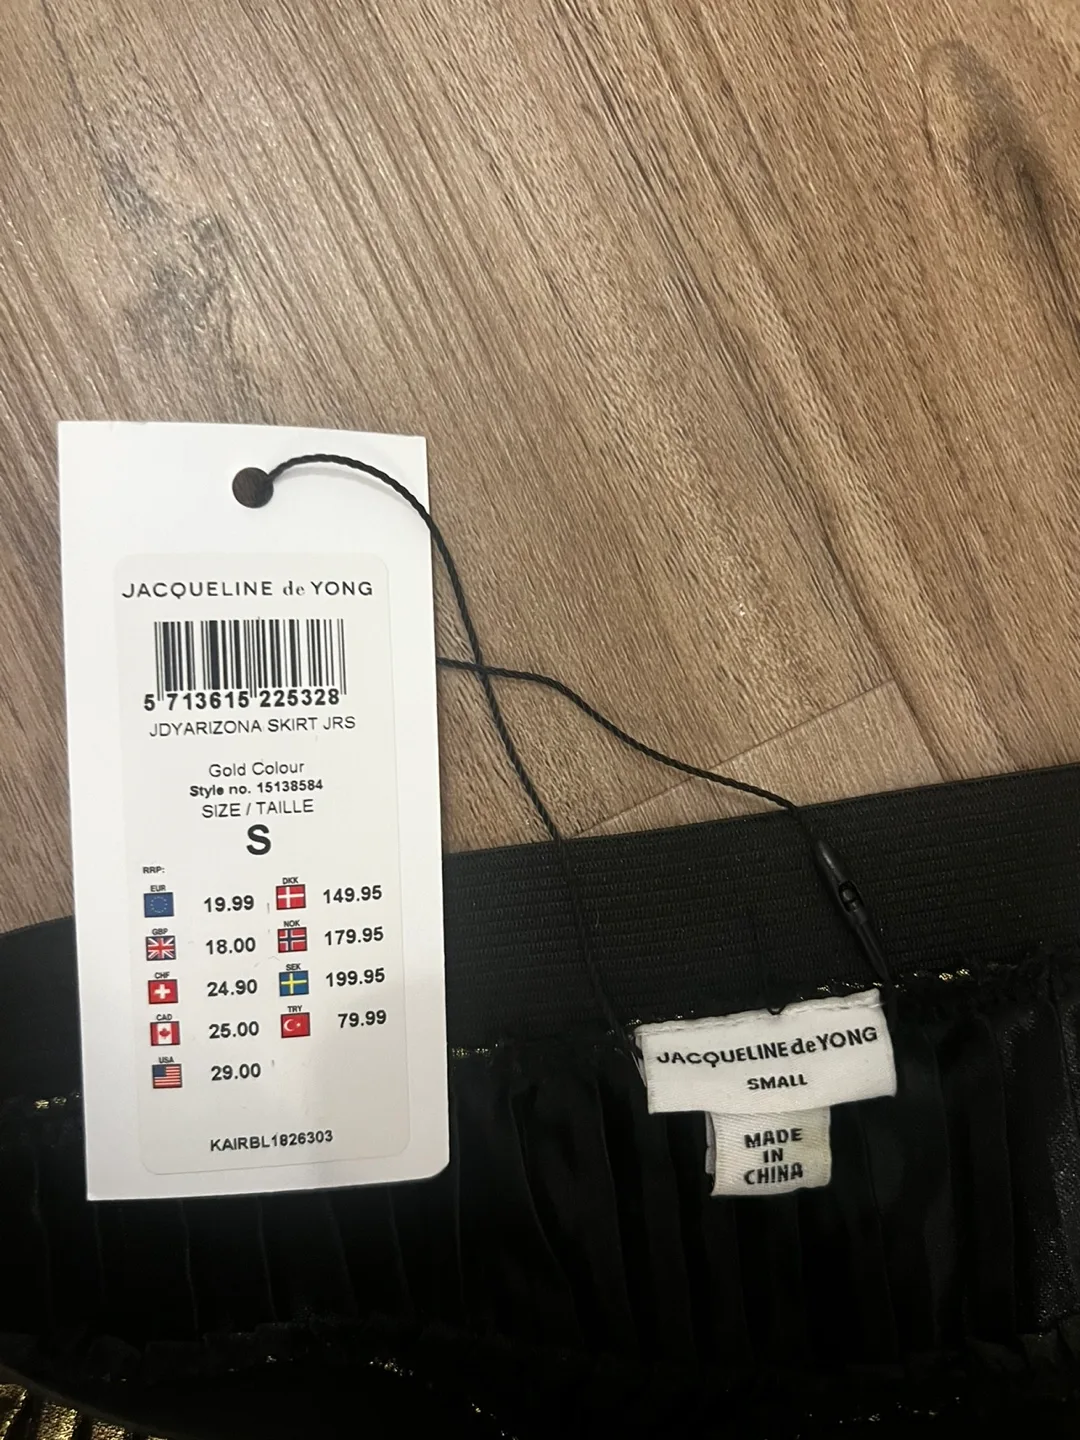 JACQUELINE de YONG
5 713615 225328
JDYARIZONA SKIRT JRS
Gold Colour
Style no. 15138584
SIZE / TAILLE
S
RRP:
EUR 19.99 DKK 149.95
GBP 18.00 NOK 179.95
CHF 24.90 SEK 199.95
CAD 25.00 TRY 79.99
USA 29.00
KAIRBL1826303
JACQUELINE de YONG
SMALL
MADE
IN
CHINA